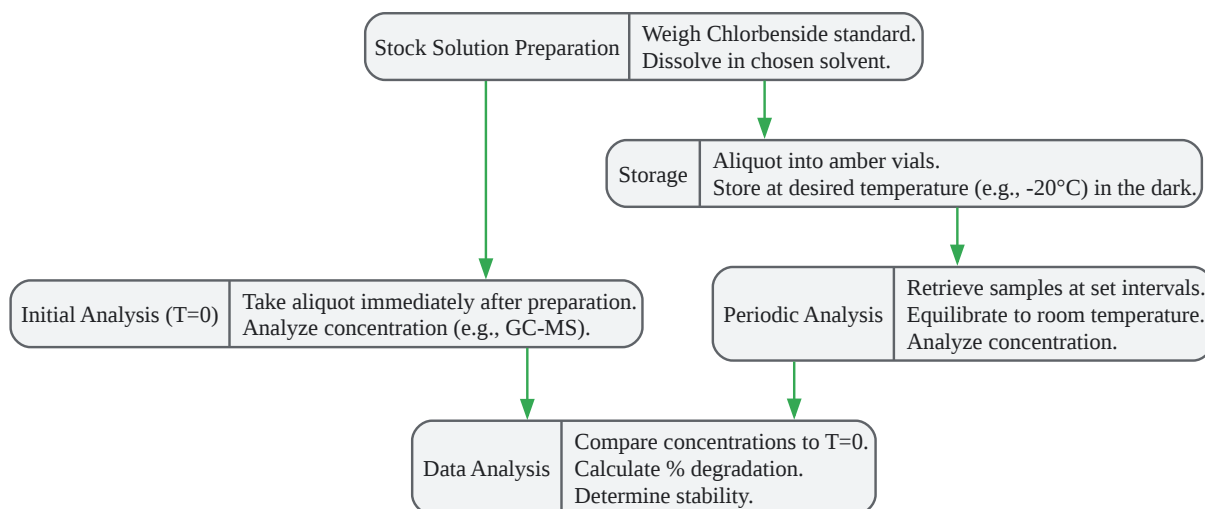 Stock Solution Preparation
Weigh Chlorbenside standard.
Dissolve in chosen solvent.
Storage
Aliquot into amber vials.
Store at desired temperature (e.g., -20°C) in the dark.
Initial Analysis (T=0)
Take aliquot immediately after preparation.
Analyze concentration (e.g., GC-MS).
Periodic Analysis
Retrieve samples at set intervals.
Equilibrate to room temperature.
Analyze concentration.
Data Analysis
Compare concentrations to T=0.
Calculate % degradation.
Determine stability.